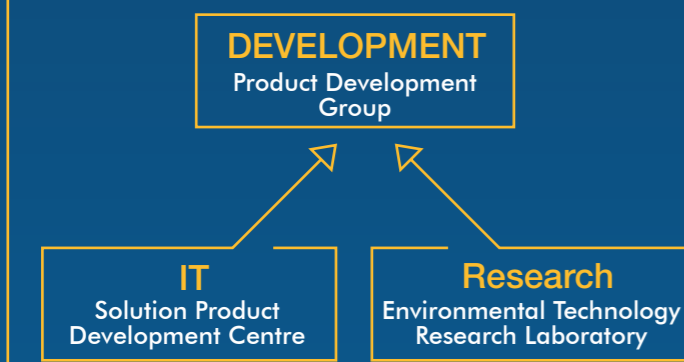 DEVELOPMENT
Product Development
Group
IT
Solution Product
Development Centre
Research
Environmental Technology
Research Laboratory